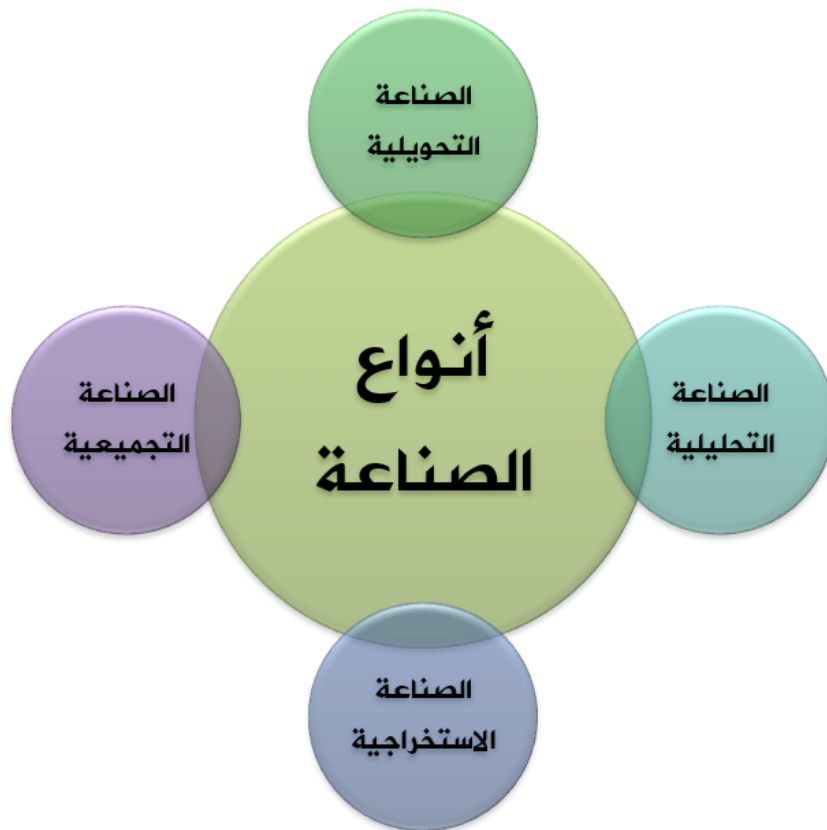 الصناعة
التحويلية
أنواع
الصناعة
الصناعة
التحليلية
الصناعة
التجميعية
الصناعة
الاستخراجية